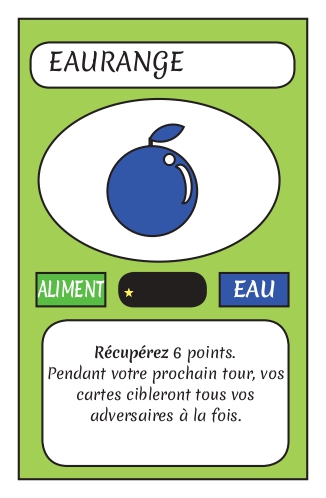 EAURANGE
ALIMENT
EAU
Récupérez 6 points.
Pendant votre prochain tour, vos
cartes cibleront tous vos
adversaires à la fois.